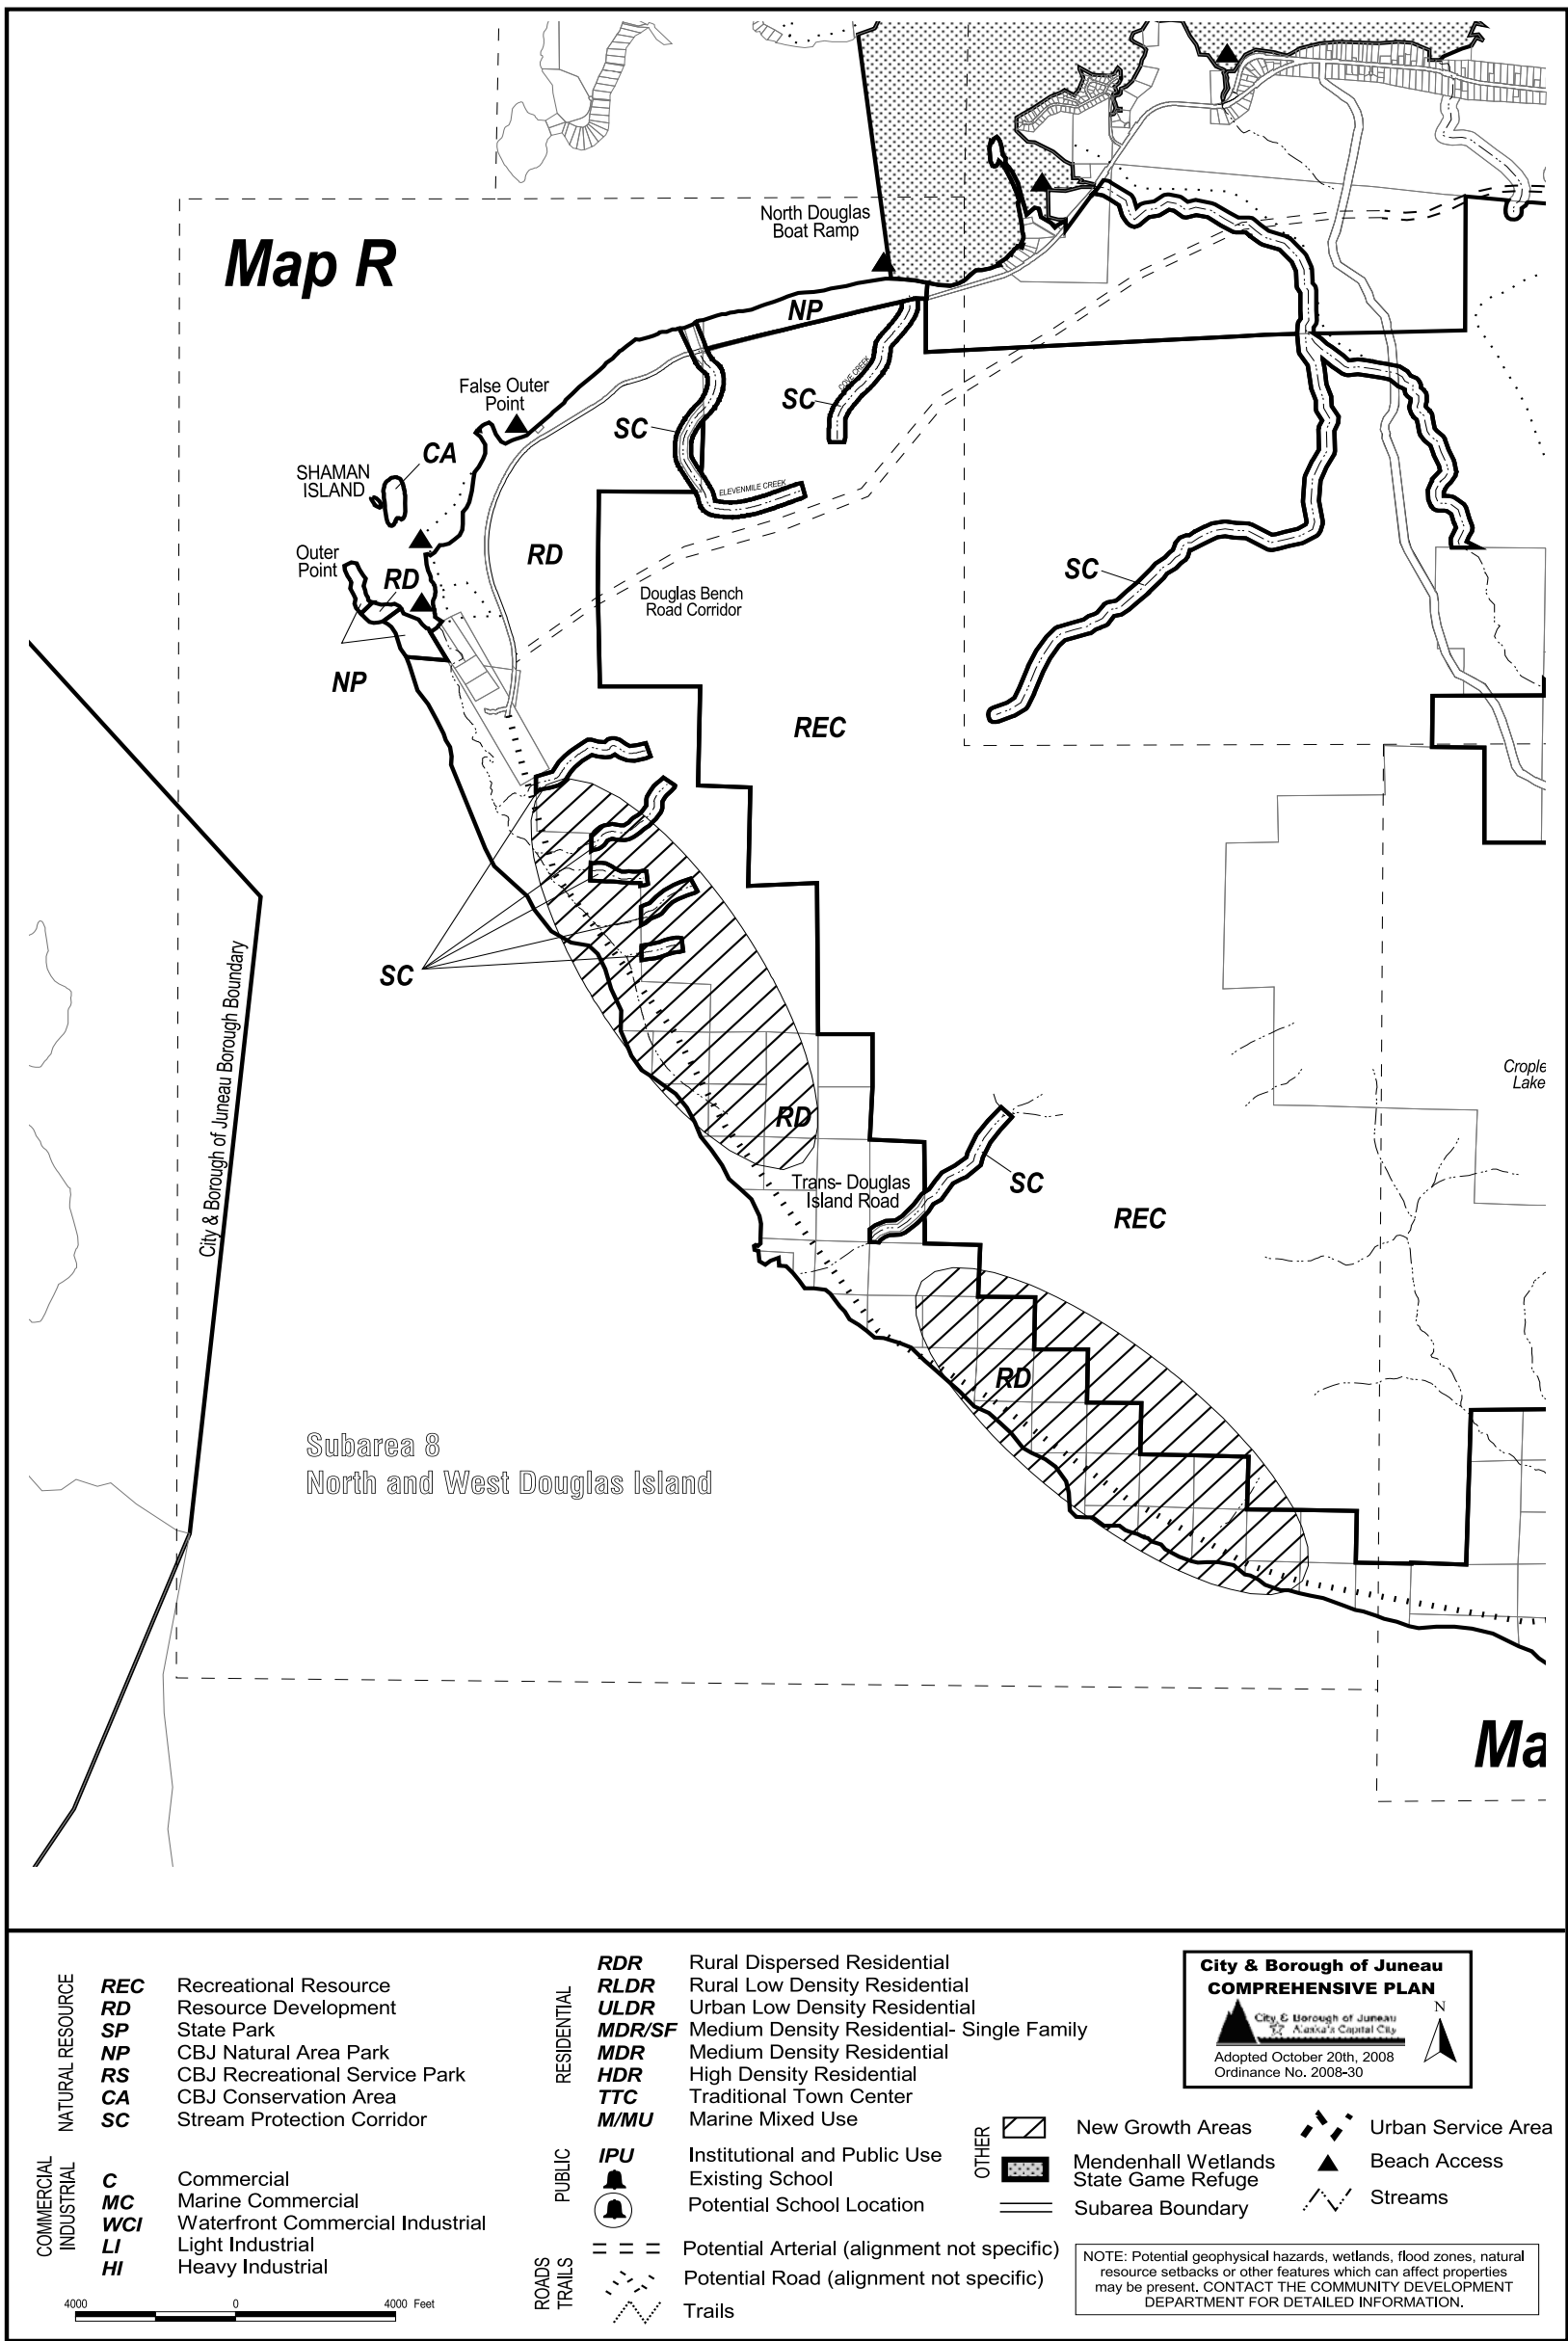 Map R
North Douglas
Boat Ramp
NP
False Outer
Point
CA
SC
SC
COVE CREEK
SHAMAN
ISLAND
ELEVENMILE CREEK
Outer
Point
RD
RD
Douglas Bench
Road Corridor
SC
NP
REC
SC
City & Borough of Juneau Borough Boundary
Crople
Lake
RD
Trans- Douglas
Island Road
SC
REC
RD
Subarea 8
North and West Douglas Island
Ma
NATURAL RESOURCE
REC Recreational Resource
RD Resource Development
SP State Park
NP CBJ Natural Area Park
RS CBJ Recreational Service Park
CA CBJ Conservation Area
SC Stream Protection Corridor
COMMERCIAL
INDUSTRIAL
C Commercial
MC Marine Commercial
WCI Waterfront Commercial Industrial
LI Light Industrial
HI Heavy Industrial
4000 0 4000 Feet
RESIDENTIAL
RDR Rural Dispersed Residential
RLDR Rural Low Density Residential
ULDR Urban Low Density Residential
MDR/SF Medium Density Residential- Single Family
MDR Medium Density Residential
HDR High Density Residential
TTC Traditional Town Center
M/MU Marine Mixed Use
PUBLIC
IPU Institutional and Public Use
Existing School
Potential School Location
ROADS
TRAILS
Potential Arterial (alignment not specific)
Potential Road (alignment not specific)
Trails
City & Borough of Juneau
COMPREHENSIVE PLAN
City & Borough of Juneau
Alaska's Capital City
N
Adopted October 20th, 2008
Ordinance No. 2008-30
OTHER
New Growth Areas
Mendenhall Wetlands
State Game Refuge
Subarea Boundary
Urban Service Area
Beach Access
Streams
NOTE: Potential geophysical hazards, wetlands, flood zones, natural
resource setbacks or other features which can affect properties
may be present. CONTACT THE COMMUNITY DEVELOPMENT
DEPARTMENT FOR DETAILED INFORMATION.